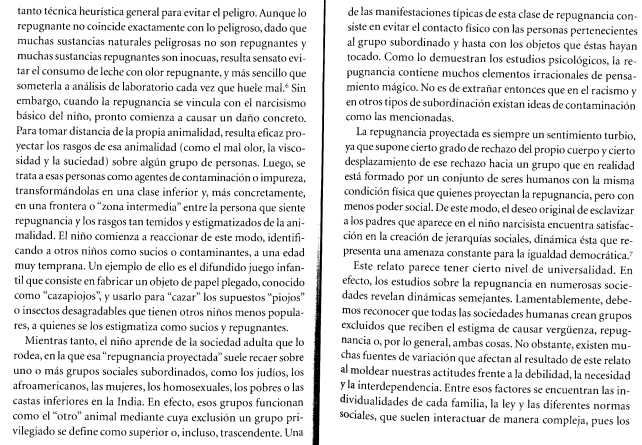 tanto técnica heurística general para evitar el peligro. Aunque lo
repugnante no coincide exactamente con lo peligroso, dado que
muchas sustancias naturales peligrosas no son repugnantes y
muchas sustancias repugnantes son inocuas, resulta sensato evi-
tar el consumo de leche con olor repugnante, y más sencillo que
someterla a análisis de laboratorio cada vez que huele mal.⁶ Sin
embargo, cuando la repugnancia se vincula con el narcisismo
básico del niño, pronto comienza a causar un daño concreto.
Para tomar distancia de la propia animalidad, resulta eficaz pro-
yectar los rasgos de esa animalidad (como el mal olor, la visco-
sidad y la suciedad) sobre algún grupo de personas. Luego, se
trata a esas personas como agentes de contaminación o impureza,
transformándolas en una clase inferior y, más concretamente,
en una frontera o "zona intermedia" entre la persona que siente
repugnancia y los rasgos tan temidos y estigmatizados de la ani-
malidad. El niño comienza a reaccionar de este modo, identifi-
cando a otros niños como sucios o contaminantes, a una edad
muy temprana. Un ejemplo de ello es el difundido juego infan-
til que consiste en fabricar un objeto de papel plegado, conocido
como "cazapiojos", y usarlo para "cazar" los supuestos "piojos"
o insectos desagradables que tienen otros niños menos popula-
res, a quienes se los estigmatiza como sucios y repugnantes.
Mientras tanto, el niño aprende de la sociedad adulta que lo
rodea, en la que esa "repugnancia proyectada" suele recaer sobre
uno o más grupos sociales subordinados, como los judíos, los
afroamericanos, las mujeres, los homosexuales, los pobres o las
castas inferiores en la India. En efecto, esos grupos funcionan
como el "otro" animal mediante cuya exclusión un grupo pri-
vilegiado se define como superior o, incluso, trascendente. Una
de las manifestaciones típicas de esta clase de repugnancia con-
siste en evitar el contacto físico con las personas pertenecientes
al grupo subordinado y hasta con los objetos que éstas hayan
tocado. Como lo demuestran los estudios psicológicos, la re-
pugnancia contiene muchos elementos irracionales de pensa-
miento mágico. No es de extrañar entonces que en el racismo y
en otros tipos de subordinación existan ideas de contaminación
como las mencionadas.
La repugnancia proyectada es siempre un sentimiento turbio,
ya que supone cierto grado de rechazo del propio cuerpo y cierto
desplazamiento de ese rechazo hacia un grupo que en realidad
está formado por un conjunto de seres humanos con la misma
condición física que quienes proyectan la repugnancia, pero con
menos poder social. De este modo, el deseo original de esclavizar
a los padres que aparece en el niño narcisista encuentra satisfac-
ción en la creación de jerarquías sociales, dinámica ésta que re-
presenta una amenaza constante para la igualdad democrática.⁷
Este relato parece tener cierto nivel de universalidad. En
efecto, los estudios sobre la repugnancia en numerosas socie-
dades revelan dinámicas semejantes. Lamentablemente, debe-
mos reconocer que todas las sociedades humanas crean grupos
excluidos que reciben el estigma de causar vergüenza, repug-
nancia o, por lo general, ambas cosas. No obstante, existen mu-
chas fuentes de variación que afectan al resultado de este relato
al moldear nuestras actitudes frente a la debilidad, la necesidad
y la interdependencia. Entre esos factores se encuentran las in-
dividualidades de cada familia, la ley y las diferentes normas
sociales, que suelen interactuar de manera compleja, pues los